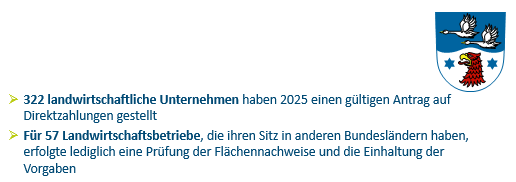 322 landwirtschaftliche Unternehmen haben 2025 einen gültigen Antrag auf
Direktzahlungen gestellt
Für 57 Landwirtschaftsbetriebe, die ihren Sitz in anderen Bundesländern haben,
erfolgte lediglich eine Prüfung der Flächennachweise und die Einhaltung der
Vorgaben